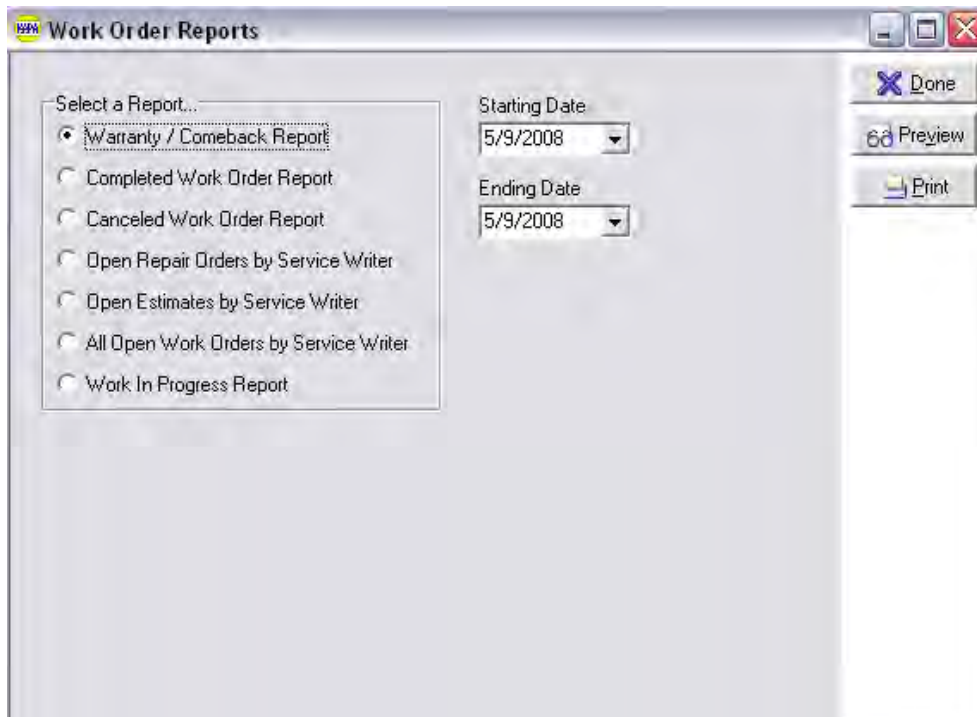 NAPA Work Order Reports
Select a Report...
Warranty / Comeback Report
Completed Work Order Report
Canceled Work Order Report
Open Repair Orders by Service Writer
Open Estimates by Service Writer
All Open Work Orders by Service Writer
Work In Progress Report
Starting Date
5/9/2008
Ending Date
5/9/2008
Done
Preview
Print